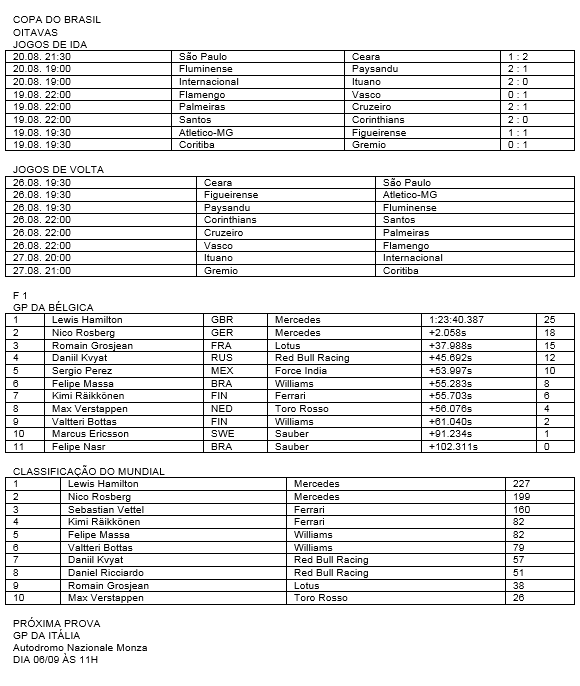 COPA DO BRASIL
OITAVAS
JOGOS DE IDA
20.08. 21:30 São Paulo Ceara 1 : 2
20.08. 19:00 Fluminense Paysandu 2 : 1
20.08. 19:00 Internacional Ituano 2 : 0
19.08. 22:00 Flamengo Vasco 0 : 1
19.08. 22:00 Palmeiras Cruzeiro 2 : 1
19.08. 22:00 Santos Corinthians 2 : 0
19.08. 19:30 Atletico-MG Figueirense 1 : 1
19.08. 19:30 Coritiba Gremio 0 : 1
JOGOS DE VOLTA
26.08. 19:30 Ceara São Paulo
26.08. 19:30 Figueirense Atletico-MG
26.08. 19:30 Paysandu Fluminense
26.08. 22:00 Corinthians Santos
26.08. 22:00 Cruzeiro Palmeiras
26.08. 22:00 Vasco Flamengo
27.08. 20:00 Ituano Internacional
27.08. 21:00 Gremio Coritiba
F 1
GP DA BÉLGICA
1 Lewis Hamilton GBR Mercedes 1:23:40.387 25
2 Nico Rosberg GER Mercedes +2.058s 18
3 Romain Grosjean FRA Lotus +37.988s 15
4 Daniil Kvyat RUS Red Bull Racing +45.692s 12
5 Sergio Perez MEX Force India +53.997s 10
6 Felipe Massa BRA Williams +55.283s 8
7 Kimi Räikkönen FIN Ferrari +55.703s 6
8 Max Verstappen NED Toro Rosso +56.076s 4
9 Valtteri Bottas FIN Williams +61.040s 2
10 Marcus Ericsson SWE Sauber +91.234s 1
11 Felipe Nasr BRA Sauber +102.311s 0
CLASSIFICAÇÃO DO MUNDIAL
1 Lewis Hamilton Mercedes 227
2 Nico Rosberg Mercedes 199
3 Sebastian Vettel Ferrari 160
4 Kimi Räikkönen Ferrari 82
5 Felipe Massa Williams 82
6 Valtteri Bottas Williams 79
7 Daniil Kvyat Red Bull Racing 57
8 Daniel Ricciardo Red Bull Racing 51
9 Romain Grosjean Lotus 38
10 Max Verstappen Toro Rosso 26
PRÓXIMA PROVA
GP DA ITÁLIA
Autodromo Nazionale Monza
DIA 06/09 ÀS 11H